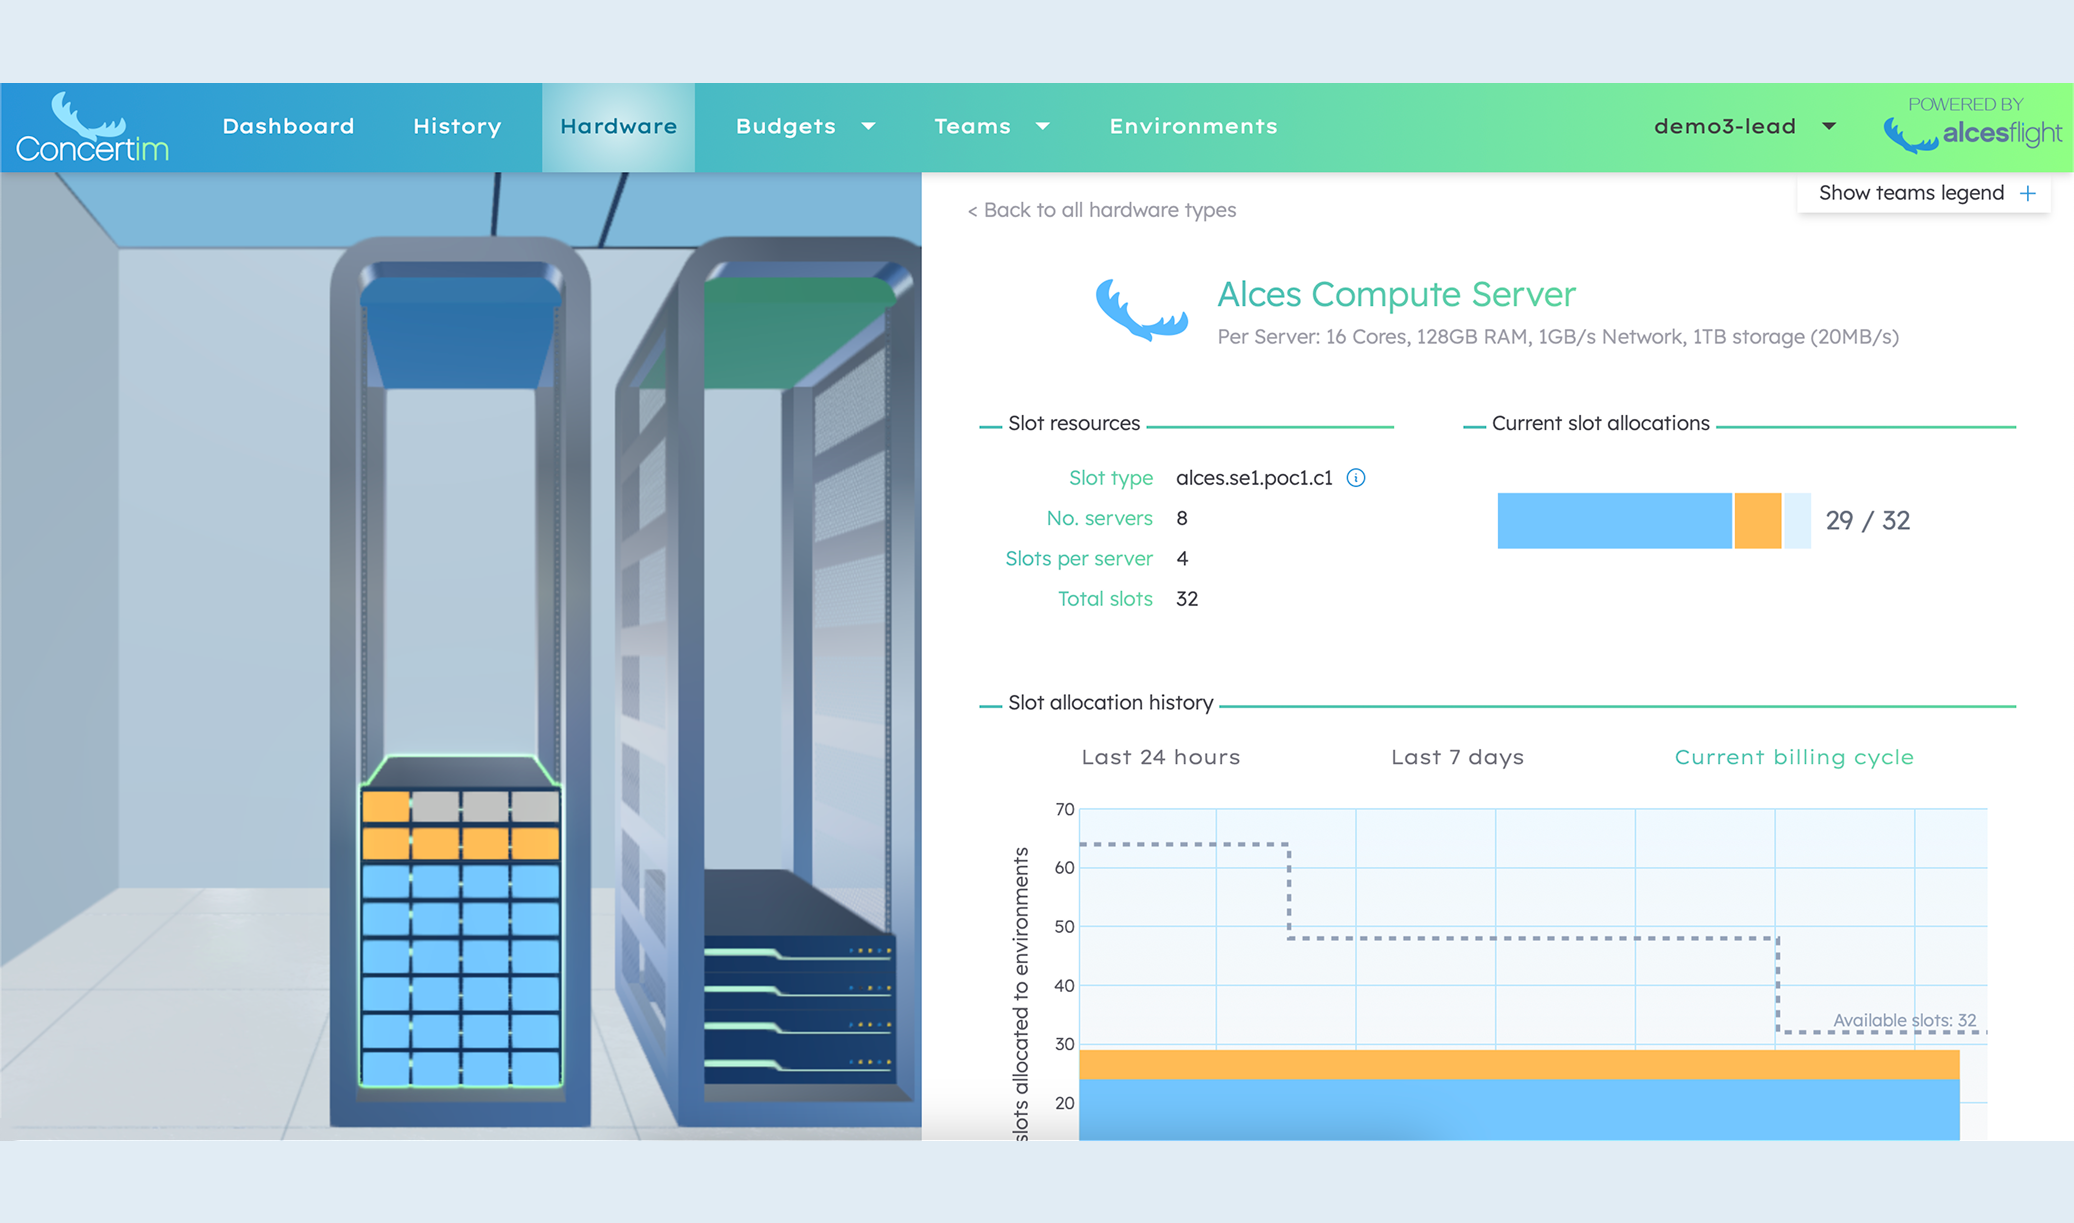 Concertim
Dashboard
History
Hardware
Budgets
Teams
Environments
demo3-lead
POWERED BY
alcesflight
Show teams legend +
< Back to all hardware types
Alces Compute Server
Per Server: 16 Cores, 128GB RAM, 1GB/s Network, 1TB storage (20MB/s)
Slot resources
Slot type alces.se1.poc1.c1
No. servers 8
Slots per server 4
Total slots 32
Current slot allocations
29 / 32
Slot allocation history
Last 24 hours
Last 7 days
Current billing cycle
slots allocated to environments
70
60
50
40
30
20
Available slots: 32